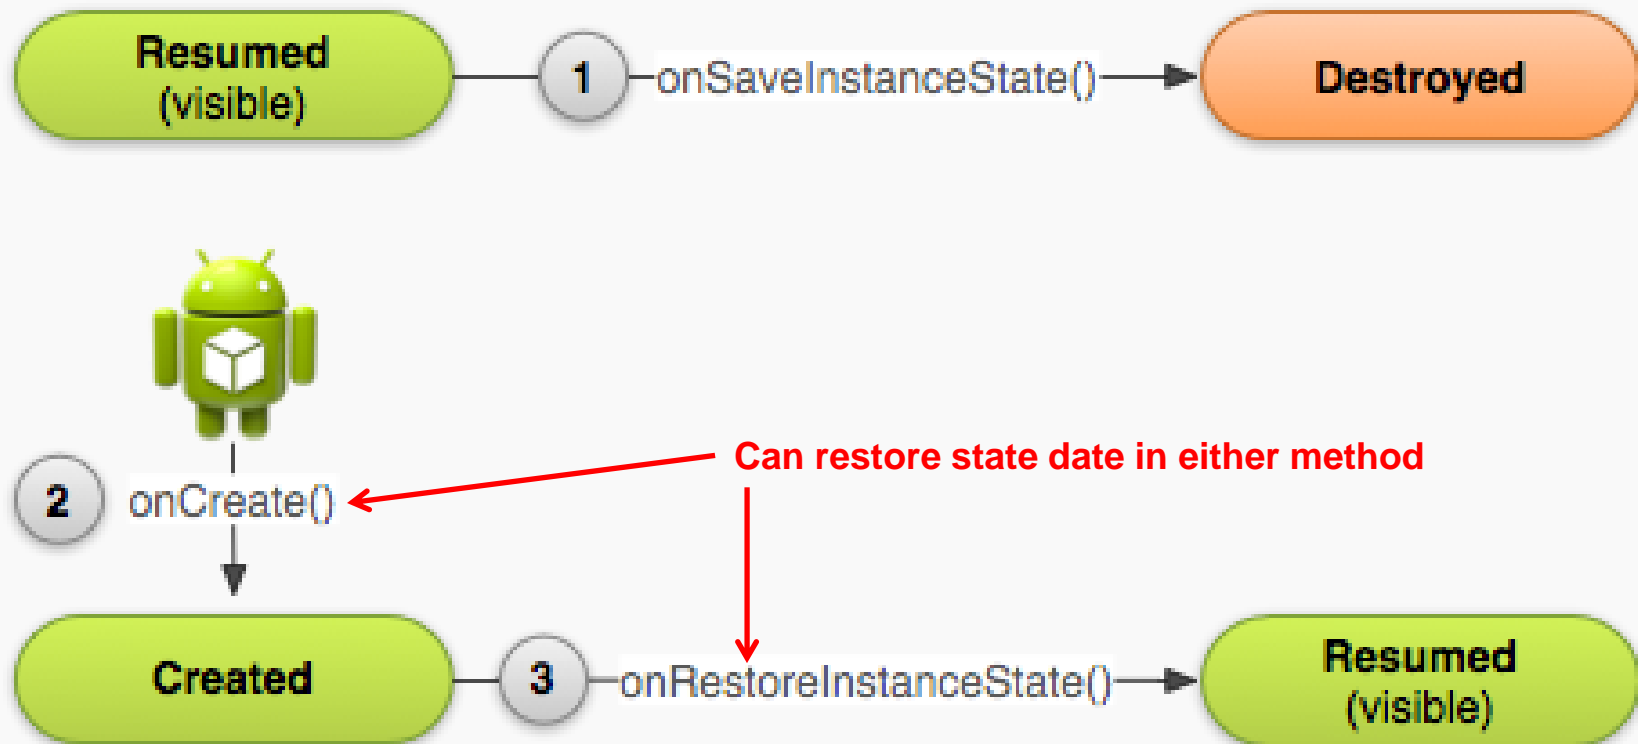 Resumed
(visible)
1
onSaveInstanceState()
Destroyed
Can restore state date in either method
2
onCreate()
Created
3
onRestoreInstanceState()
Resumed
(visible)